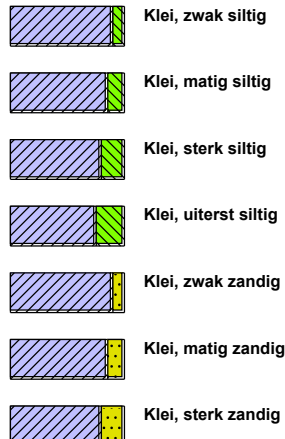 Klei, zwak siltig
Klei, matig siltig
Klei, sterk siltig
Klei, uiterst siltig
Klei, zwak zandig
Klei, matig zandig
Klei, sterk zandig